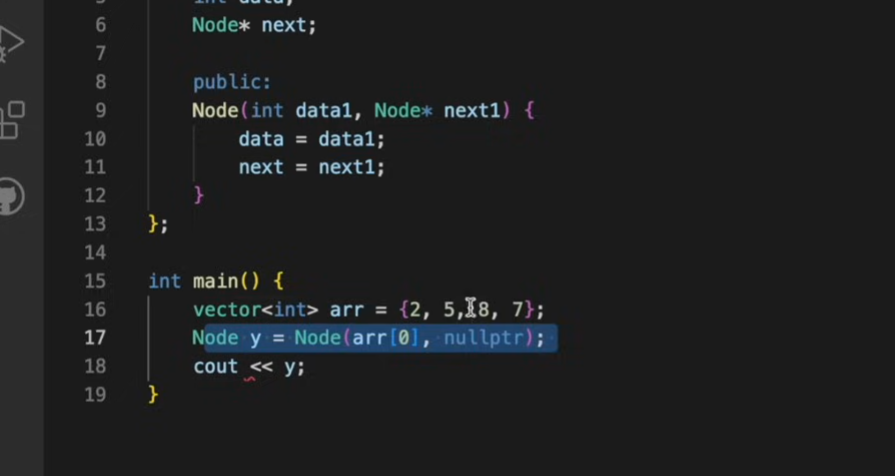 int data;
6 Node* next;
7
8 public:
9 Node(int data1, Node* next1) {
10 data = data1;
11 next = next1;
12 }
13 };
14
15 int main() {
16 vector<int> arr = {2, 5, 8, 7};
17 Node y = Node(arr[0], nullptr);
18 cout << y;
19 }